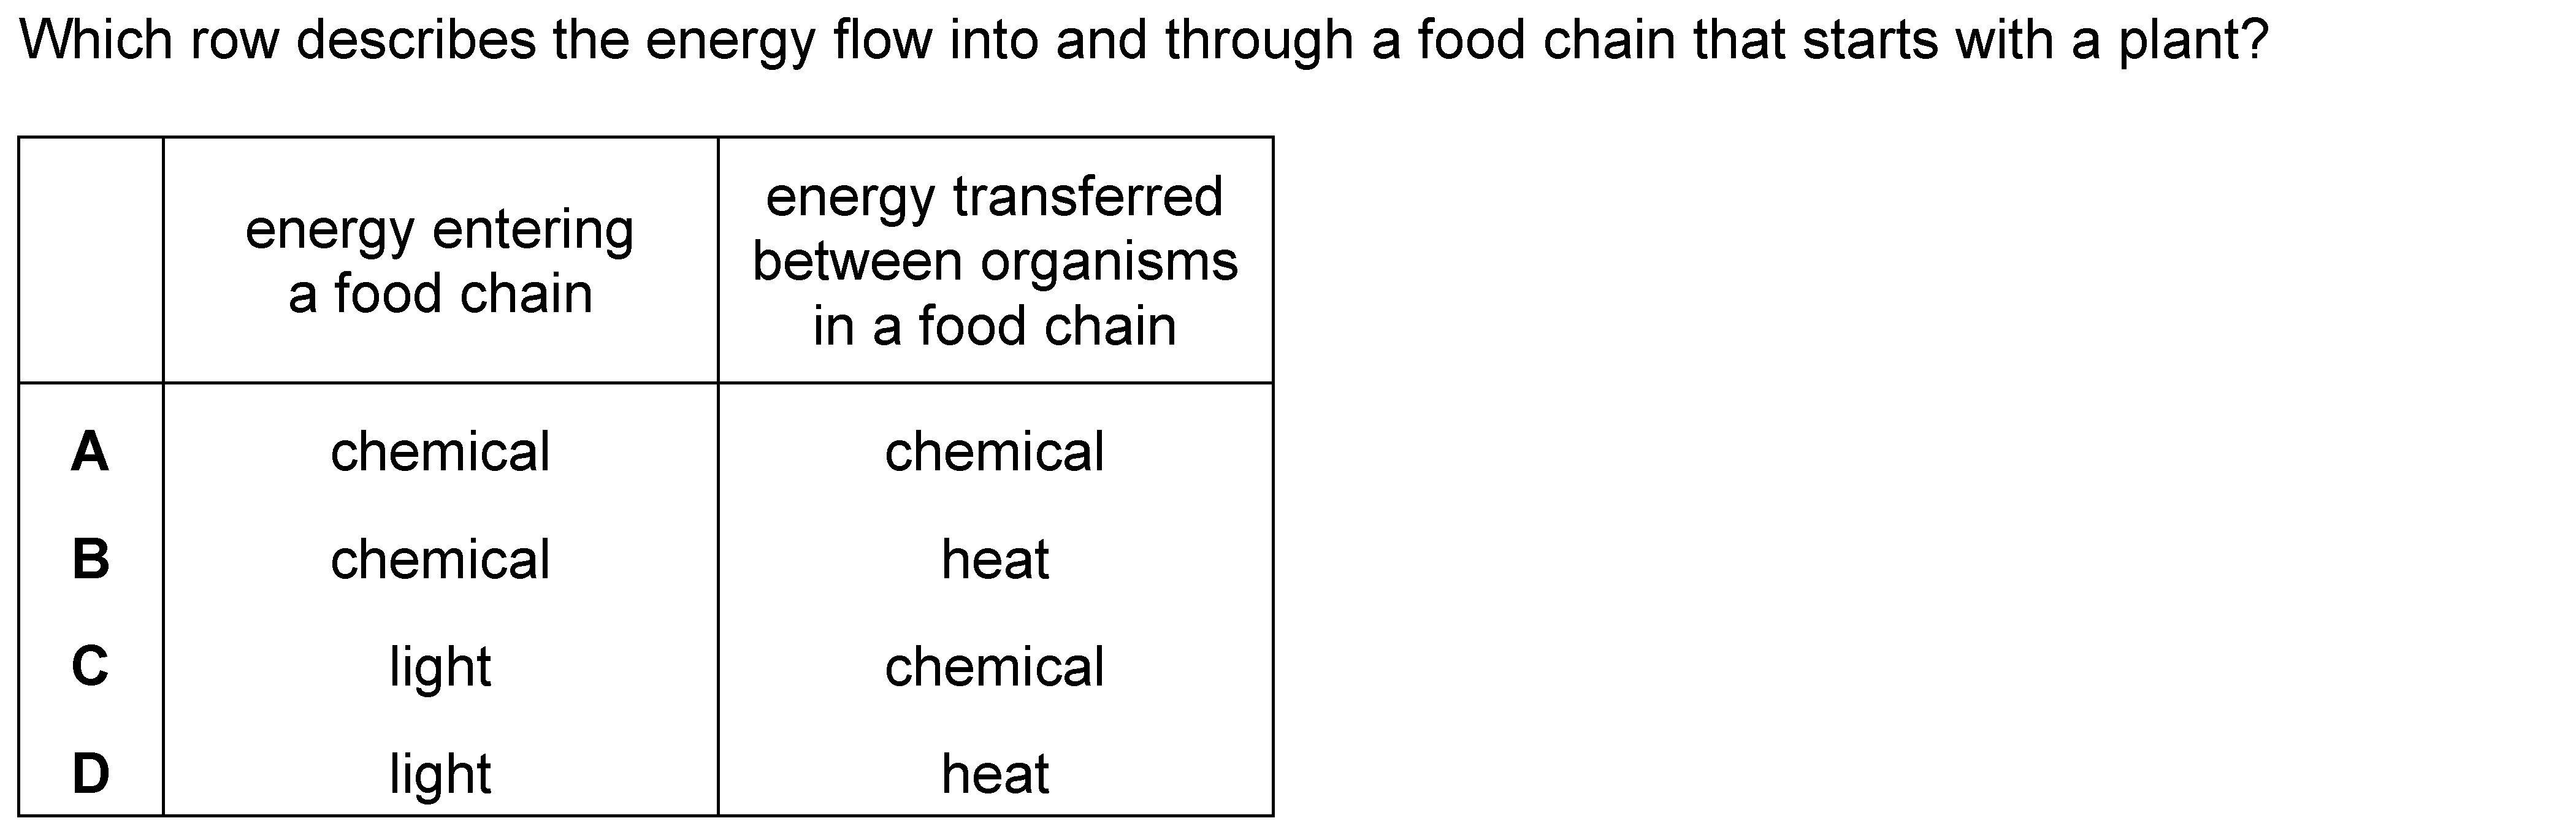 Which row describes the energy flow into and through a food chain that starts with a plant?
energy entering
a food chain
energy transferred
between organisms
in a food chain
A chemical chemical
B chemical heat
C light chemical
D light heat